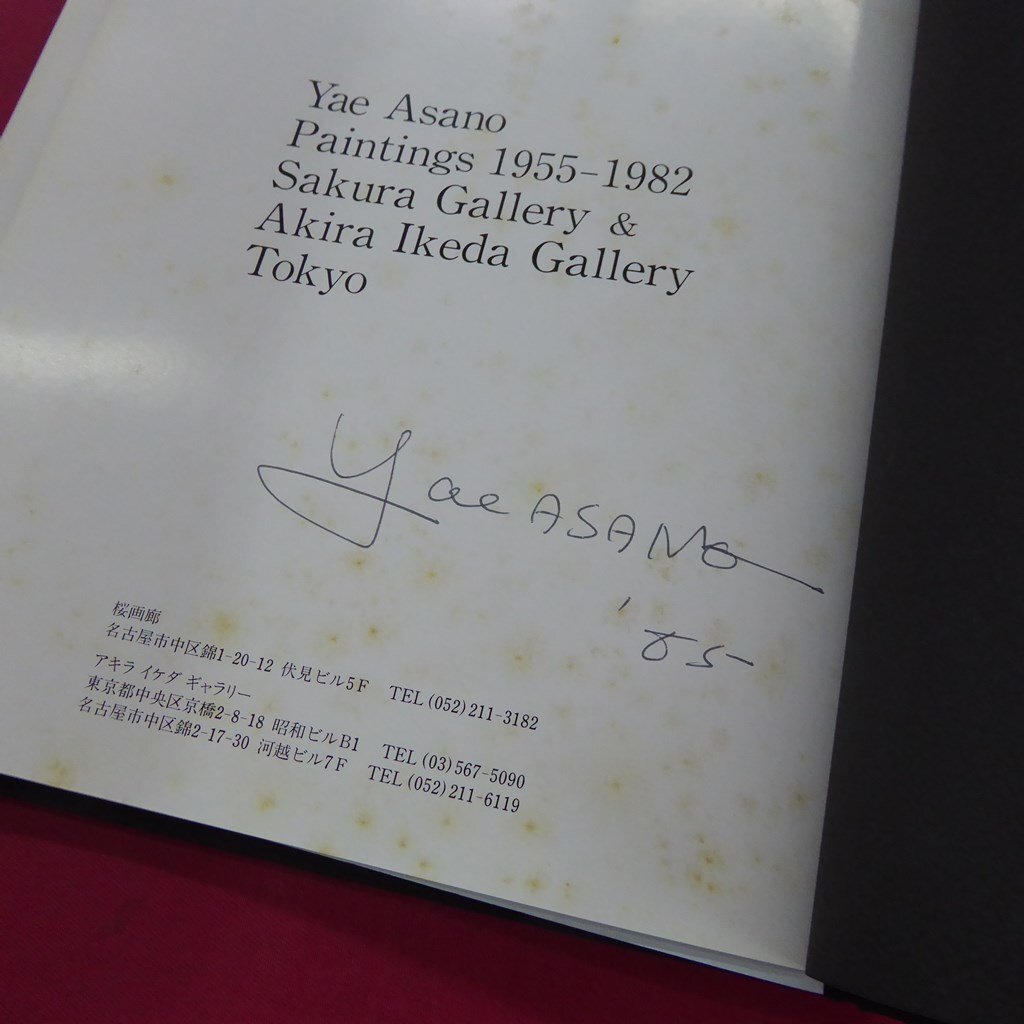 Yae Asano
Paintings 1955-1982
Sakura Gallery &
Akira Ikeda Gallery
Tokyo
Yae ASANO
'85
桜画廊
名古屋市中区錦1-20-12 伏見ビル5F TEL (052) 211-3182
アキラ イケダ ギャラリー
東京都中央区京橋2-8-18 昭和ビルB1 TEL (03) 567-5090
名古屋市中区錦2-17-30 河越ビル7F TEL (052) 211-6119